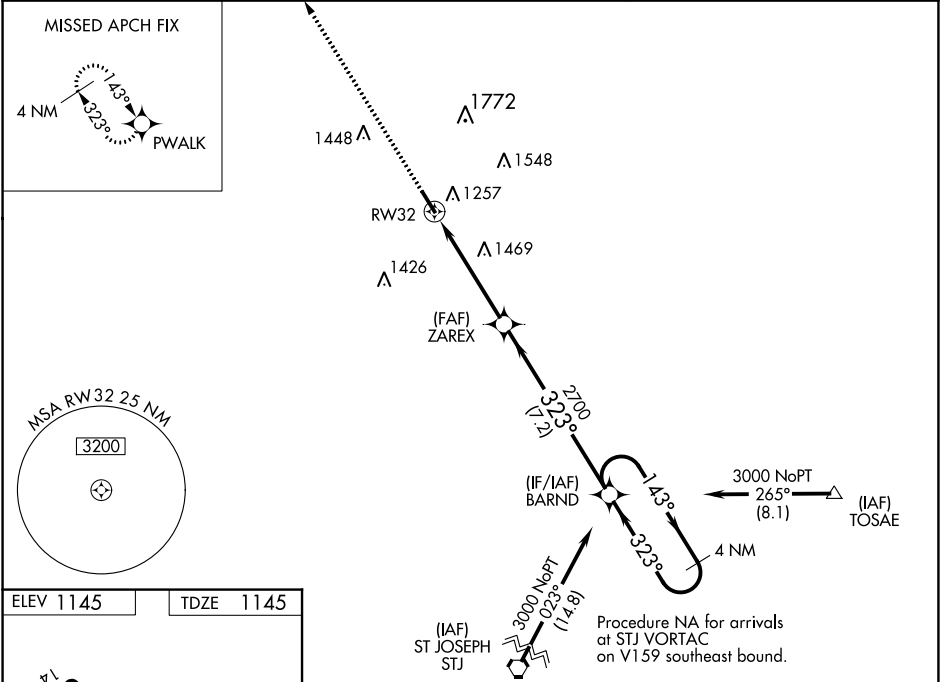 MISSED APCH FIX
4 NM
143°
323°
PWALK
1772
1448
1548
1257
RW32
1469
1426
(FAF)
ZAREX
MSA RW32 25 NM
3200
2700
323°
(7.2)
(IF/IAF)
BARND
143°
323°
4 NM
3000 NoPT
265°
(8.1)
(IAF)
TOSAE
3000 NoPT
023°
(14.8)
(IAF)
ST JOSEPH
STJ
Procedure NA for arrivals
at STJ VORTAC
on V159 southeast bound.
ELEV 1145
TDZE 1145